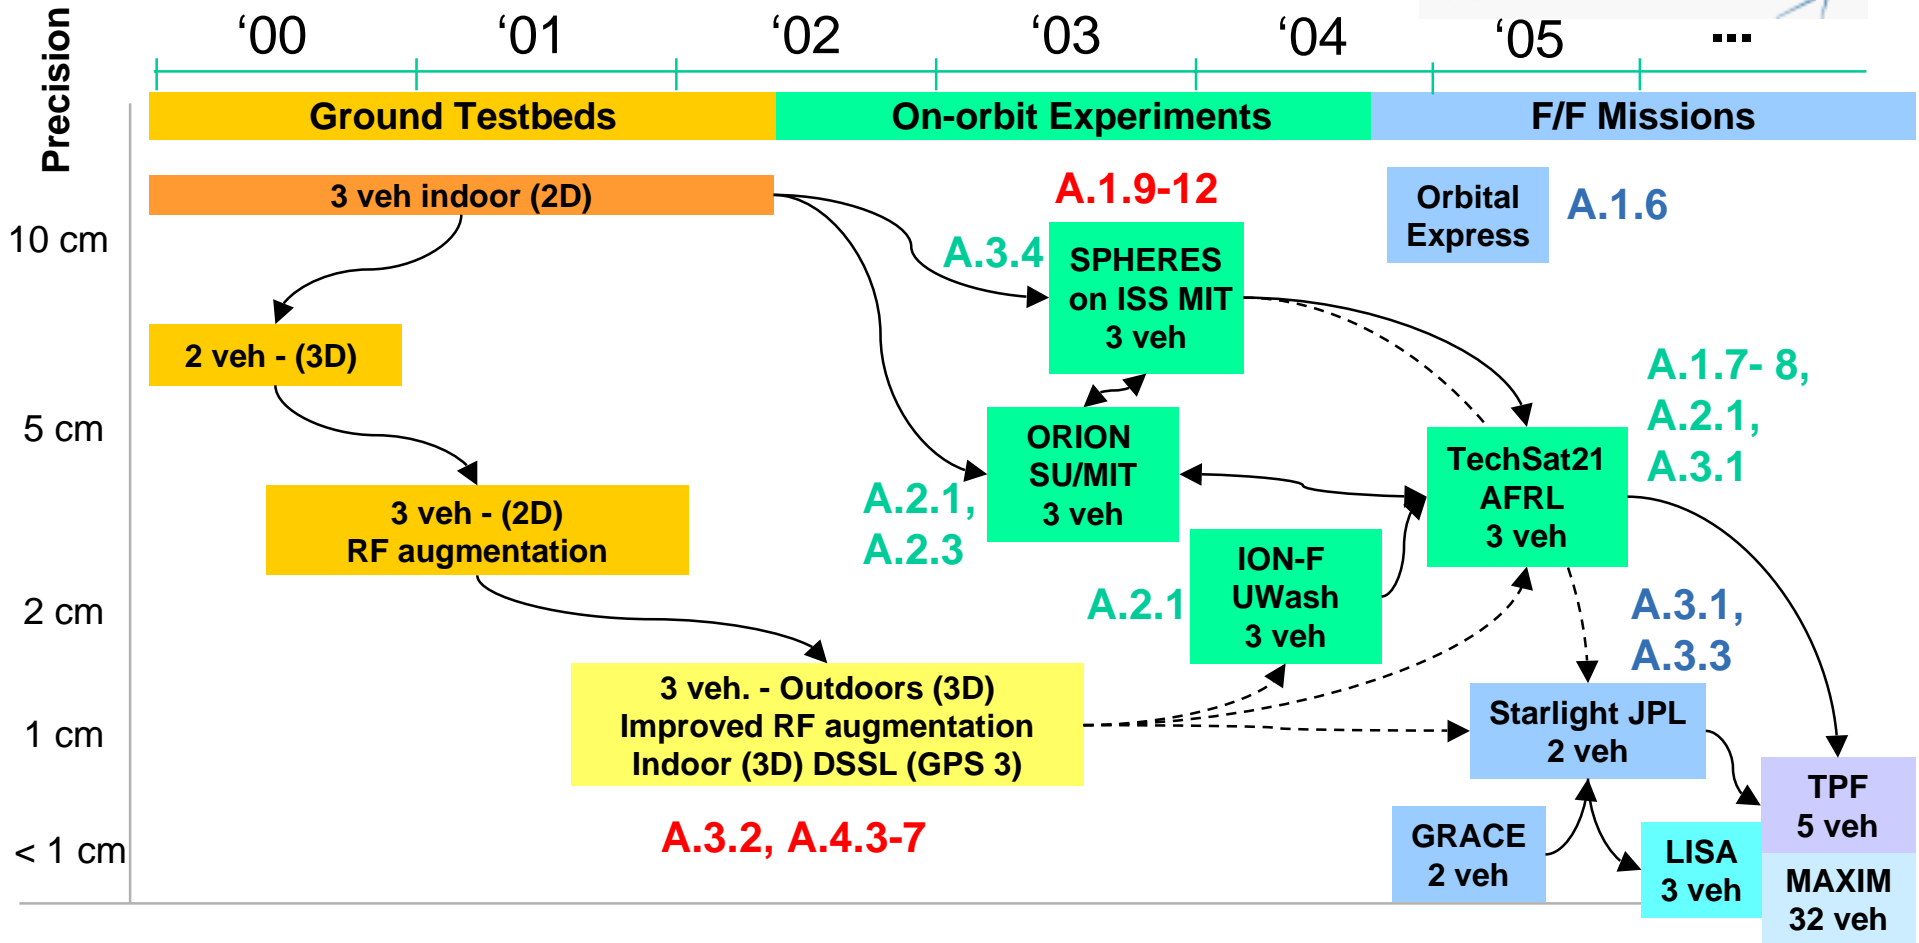 Precision
‘00
‘01
‘02
‘03
‘04
‘05
...
Ground Testbeds
On-orbit Experiments
F/F Missions
3 veh indoor (2D)
A.1.9-12
Orbital
Express
A.1.6
10 cm
A.3.4
SPHERES
on ISS MIT
3 veh
2 veh - (3D)
A.1.7- 8,
A.2.1,
A.3.1
5 cm
ORION
SU/MIT
3 veh
TechSat21
AFRL
3 veh
A.2.1,
A.2.3
3 veh - (2D)
RF augmentation
ION-F
UWash
3 veh
2 cm
A.2.1
A.3.1,
A.3.3
3 veh. - Outdoors (3D)
Improved RF augmentation
Indoor (3D) DSSL (GPS 3)
1 cm
Starlight JPL
2 veh
TPF
5 veh
A.3.2, A.4.3-7
< 1 cm
GRACE
2 veh
LISA
3 veh
MAXIM
32 veh